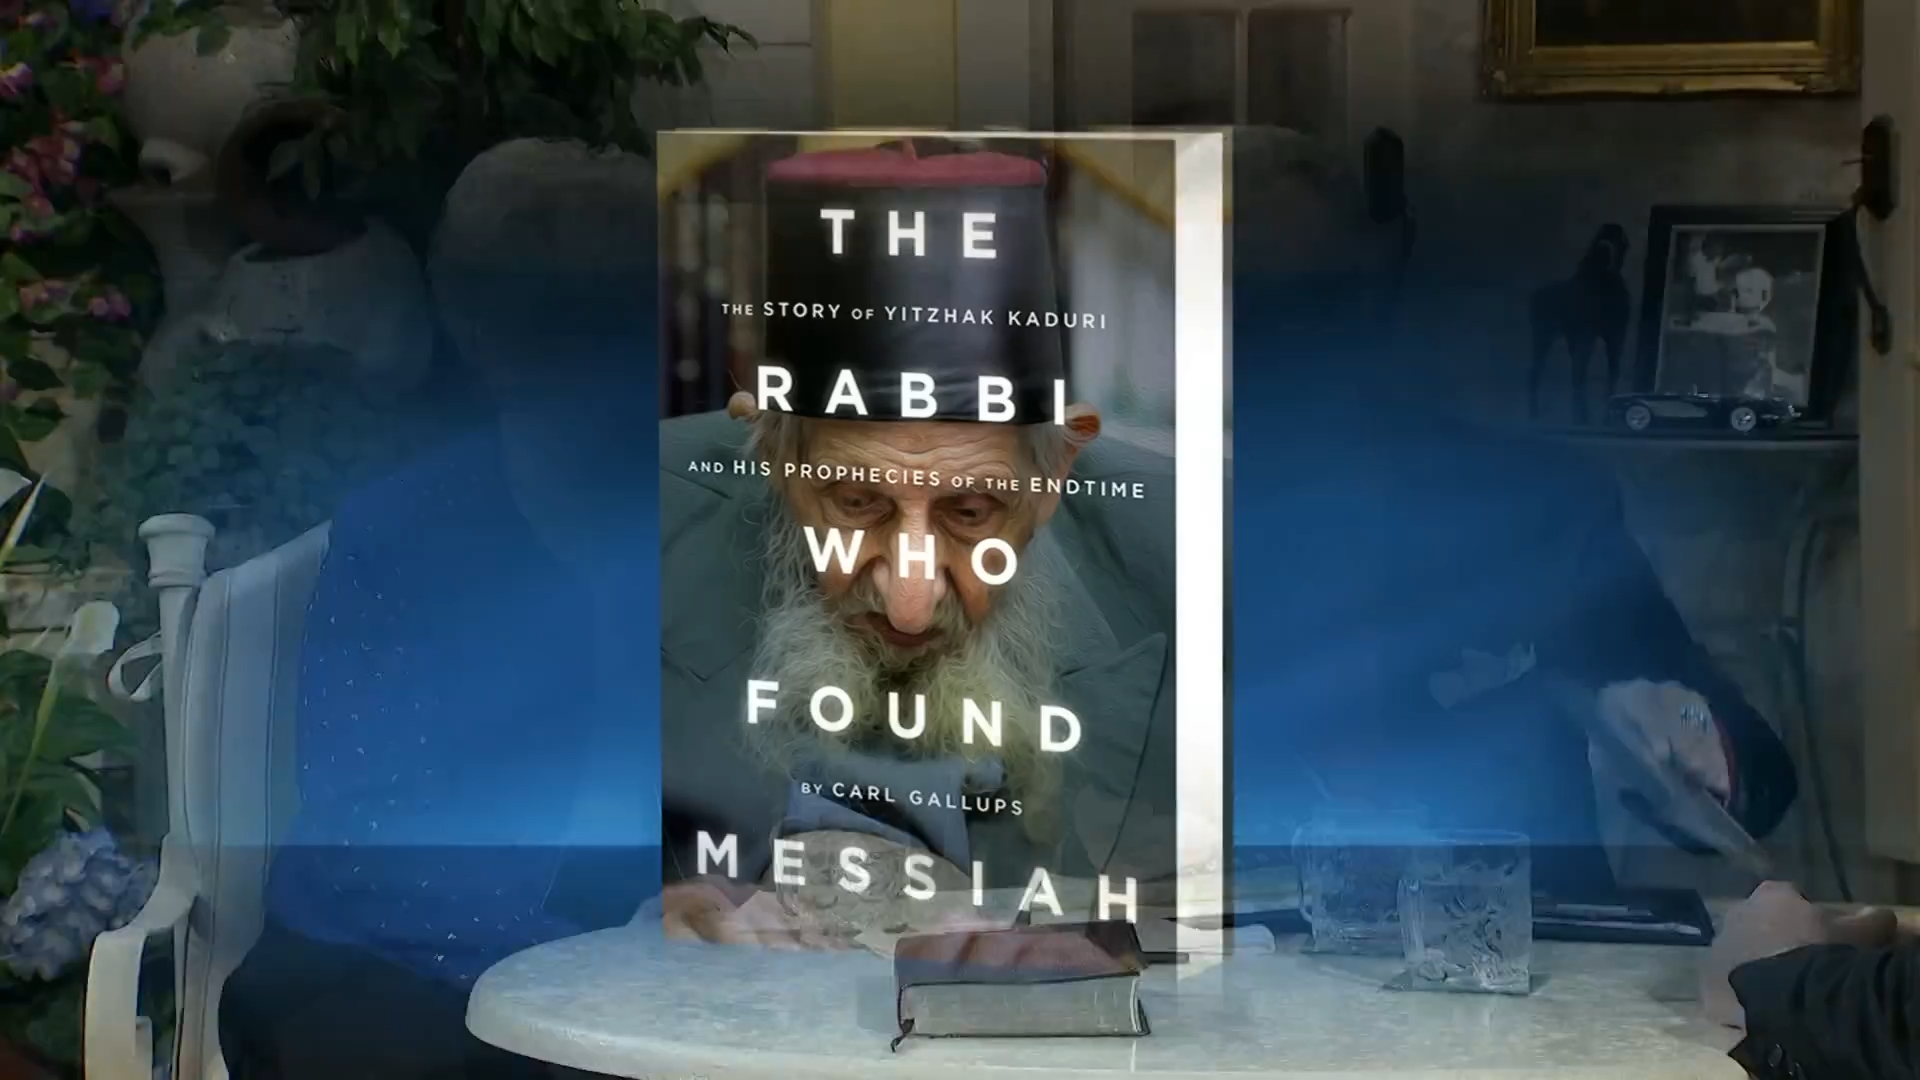 THE
THE STORY OF YITZHAK KADURI
RABBI
AND HIS PROPHECIES OF THE ENDTIME
WHO
FOUND
BY CARL GALLUPS
MESSIAH